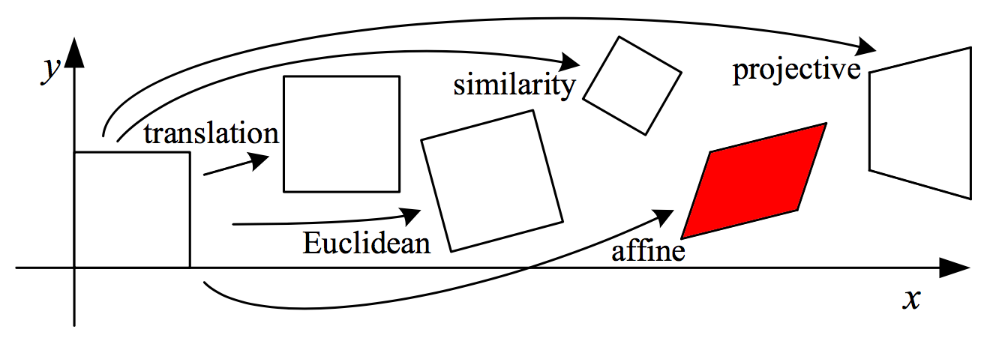 y
translation
similarity
projective
Euclidean
affine
x